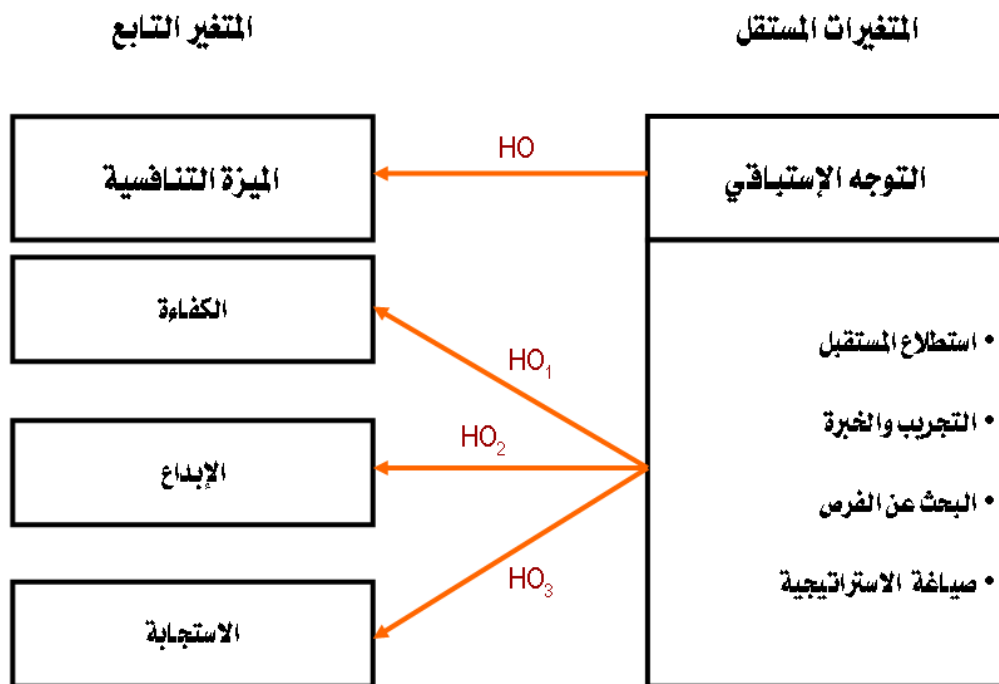 المتغيرات المستقل
المتغير التابع
التوجه الإستباقي
HO
الميزة التنافسية
• استطلاع المستقبل
• التجريب والخبرة
• البحث عن الفرص
• صياغة الاستراتيجية
HO1
الكفاءة
HO2
الإبداع
HO3
الاستجابة